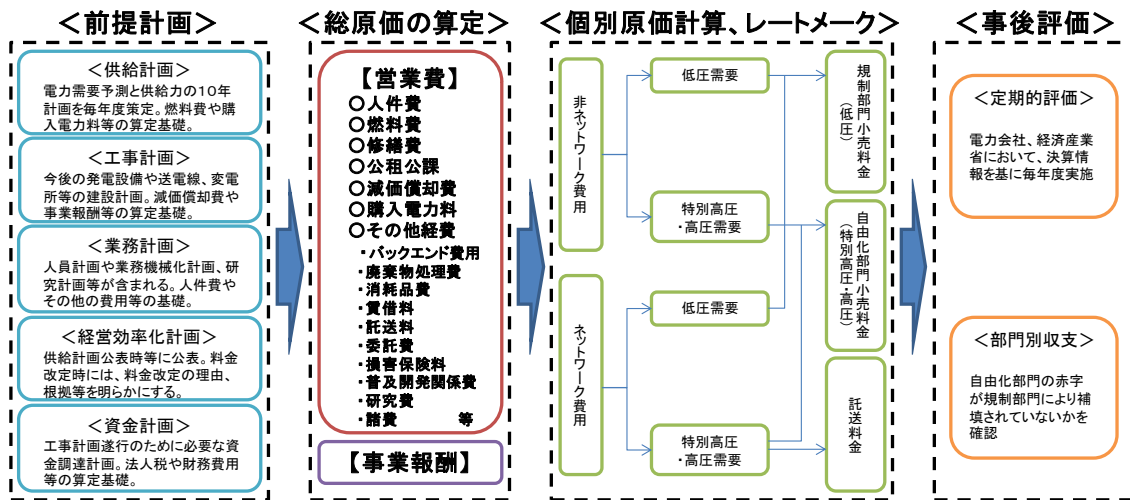 ＜前提計画＞
＜供給計画＞
電力需要予測と供給力の１０年
計画を毎年度策定。燃料費や購
入電力料等の算定基礎。
＜工事計画＞
今後の発電設備や送電線、変電
所等の建設計画。減価償却費や
事業報酬等の算定基礎。
＜業務計画＞
人員計画や業務機械化計画、研
究計画等が含まれる。人件費や
その他の費用等の基礎。
＜経営効率化計画＞
供給計画公表時等に公表。料金
改定時には、料金改定の理由、
根拠等を明らかにする。
＜資金計画＞
工事計画遂行のために必要な資
金調達計画。法人税や財務費用
等の算定基礎。
＜総原価の算定＞
【営業費】
○人件費
○燃料費
○修繕費
○公租公課
○減価償却費
○購入電力料
○その他経費
・バックエンド費用
・廃棄物処理費
・消耗品費
・賃借料
・託送料
・委託費
・損害保険料
・普及開発関係費
・研究費
・諸費　　　等
【事業報酬】
＜個別原価計算、レートメーク＞
非ネットワーク費用
低圧需要
特別高圧
・高圧需要
ネットワーク費用
低圧需要
特別高圧
・高圧需要
規制部門小売料金
（低圧）
自由化部門小売料金
（特別高圧・高圧）
託送料金
＜事後評価＞
＜定期的評価＞
電力会社、経済産業
省において、決算情
報を基に毎年度実施
＜部門別収支＞
自由化部門の赤字
が規制部門により補
填されていないかを
確認